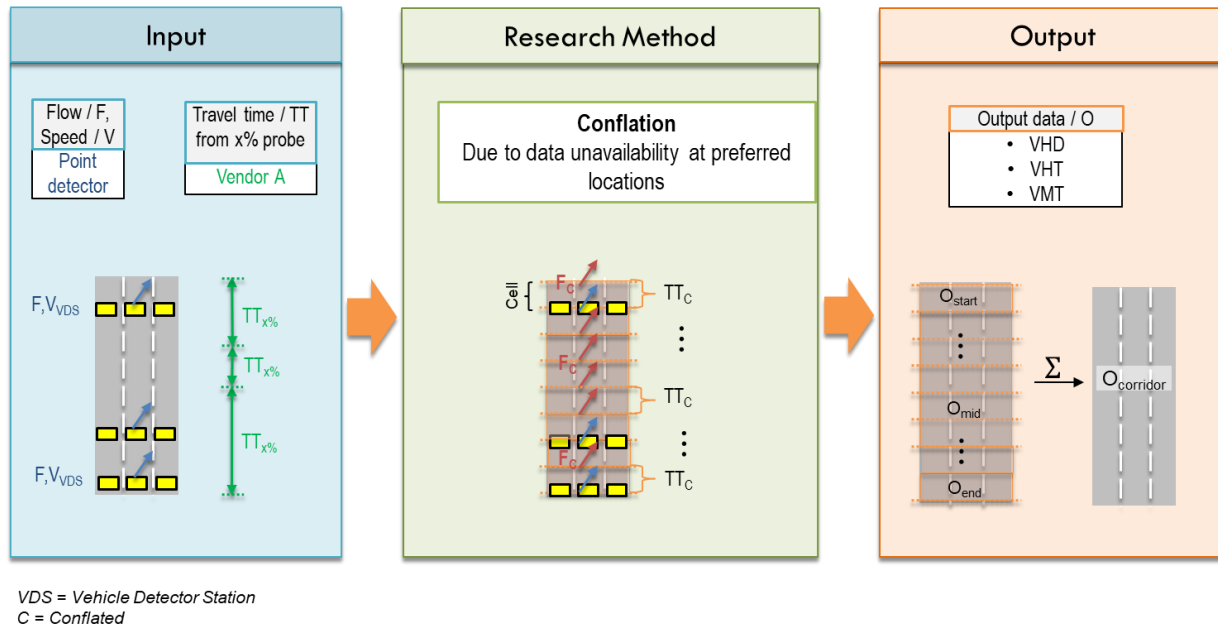 Input
Flow / F,
Speed / V
Point
detector
Travel time / TT
from x% probe
Vendor A
F,V_VDS
TT_x%
TT_x%
TT_x%
F,V_VDS
Research Method
Conflation
Due to data unavailability at preferred
locations
Cell
F_C
TT_C
⋮
F_C
TT_C
⋮
F_C
TT_C
Output
Output data / O
• VHD
• VHT
• VMT
O_start
⋮
O_mid
⋮
O_end
Σ
O_corridor
VDS = Vehicle Detector Station
C = Conflated